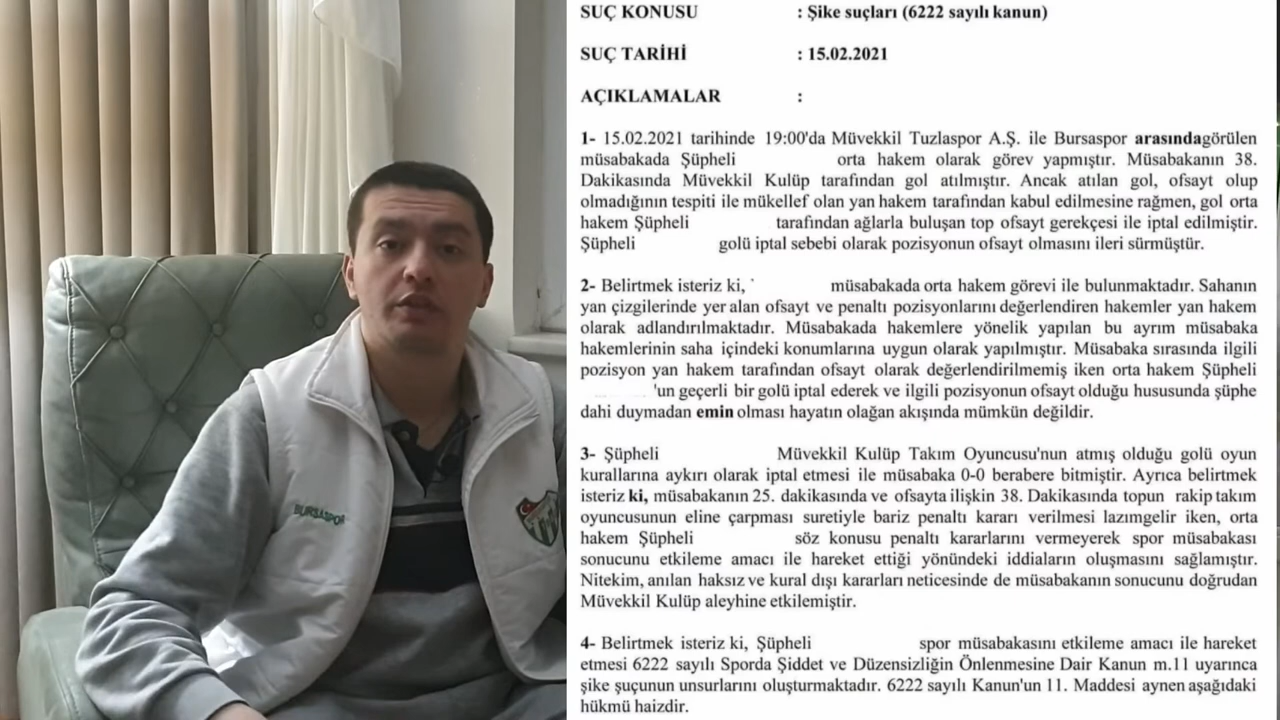 BURSASPOR
SUÇ KONUSU : Şike suçları (6222 sayılı kanun)
SUÇ TARİHİ : 15.02.2021
AÇIKLAMALAR :
1- 15.02.2021 tarihinde 19:00'da Müvekkil Tuzlaspor A.Ş. ile Bursaspor arasındagörülen
müsabakada Şüpheli orta hakem olarak görev yapmıştır. Müsabakanın 38.
Dakikasında Müvekkil Kulüp tarafından gol atılmıştır. Ancak atılan gol, ofsayt olup
olmadığının tespiti ile mükellef olan yan hakem tarafından kabul edilmesine rağmen, gol orta
hakem Şüpheli tarafından ağlarla buluşan top ofsayt gerekçesi ile iptal edilmiştir.
Şüpheli golü iptal sebebi olarak pozisyonun ofsayt olmasını ileri sürmüştür.
2- Belirtmek isteriz ki, müsabakada orta hakem görevi ile bulunmaktadır. Sahanın
yan çizgilerinde yer alan ofsayt ve penaltı pozisyonlarını değerlendiren hakemler yan hakem
olarak adlandırılmaktadır. Müsabakada hakemlere yönelik yapılan bu ayrım müsabaka
hakemlerinin saha içindeki konumlarına uygun olarak yapılmıştır. Müsabaka sırasında ilgili
pozisyon yan hakem tarafından ofsayt olarak değerlendirilmemiş iken orta hakem Şüpheli
'un geçerli bir golü iptal ederek ve ilgili pozisyonun ofsayt olduğu hususunda şüphe
dahi duymadan emin olması hayatın olağan akışında mümkün değildir.
3- Şüpheli Müvekkil Kulüp Takım Oyuncusu'nun atmış olduğu golü oyun
kurallarına aykırı olarak iptal etmesi ile müsabaka 0-0 berabere bitmiştir. Ayrıca belirtmek
isteriz ki, müsabakanın 25. dakikasında ve ofsayta ilişkin 38. Dakikasında topun rakip takım
oyuncusunun eline çarpması suretiyle bariz penaltı kararı verilmesi lazımgelir iken, orta
hakem Şüpheli söz konusu penaltı kararlarını vermeyerek spor müsabakası
sonucunu etkileme amacı ile hareket ettiği yönündeki iddiaların oluşmasını sağlamıştır.
Nitekim, anılan haksız ve kural dışı kararları neticesinde de müsabakanın sonucunu doğrudan
Müvekkil Kulüp aleyhine etkilemiştir.
4- Belirtmek isteriz ki, Şüpheli spor müsabakasını etkileme amacı ile hareket
etmesi 6222 sayılı Sporda Şiddet ve Düzensizliğin Önlenmesine Dair Kanun m.11 uyarınca
şike şuçunun unsurlarını oluşturmaktadır. 6222 sayılı Kanun'un 11. Maddesi aynen aşağıdaki
hükmü haizdir.